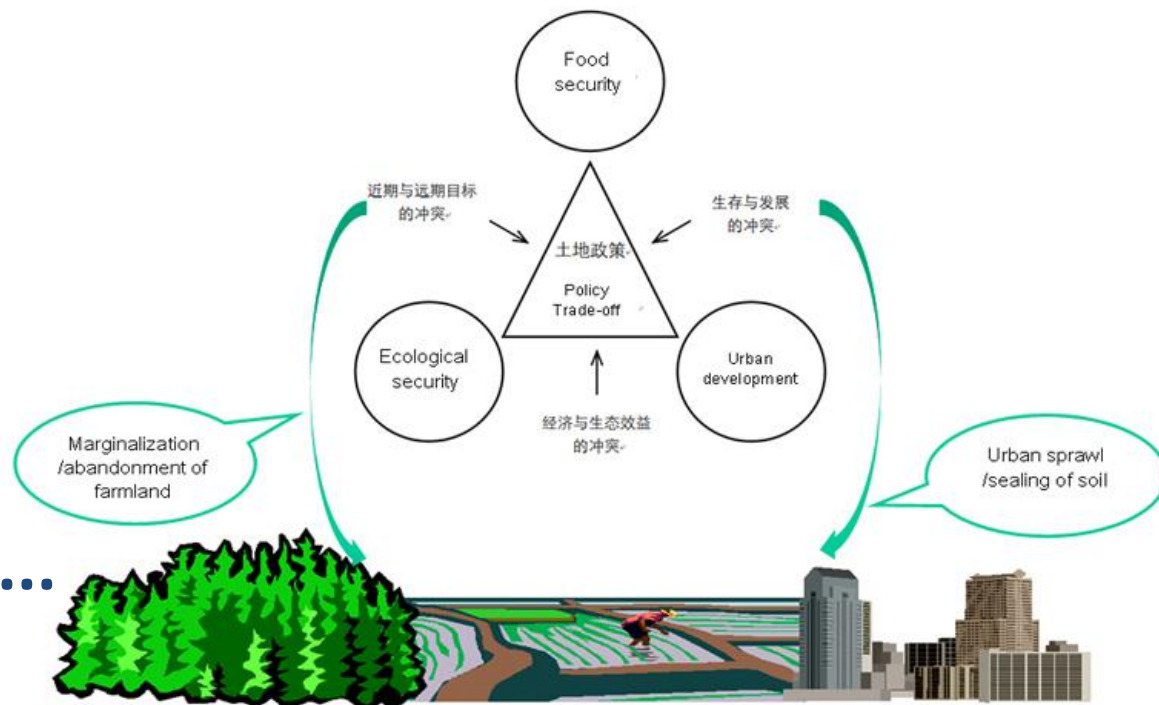 Food
security
近期与远期目标
的冲突
生存与发展
的冲突
土地政策
Policy
Trade-off
Ecological
security
Urban
development
经济与生态效益
的冲突
Marginalization
/abandonment of
farmland
Urban sprawl
/sealing of soil
...